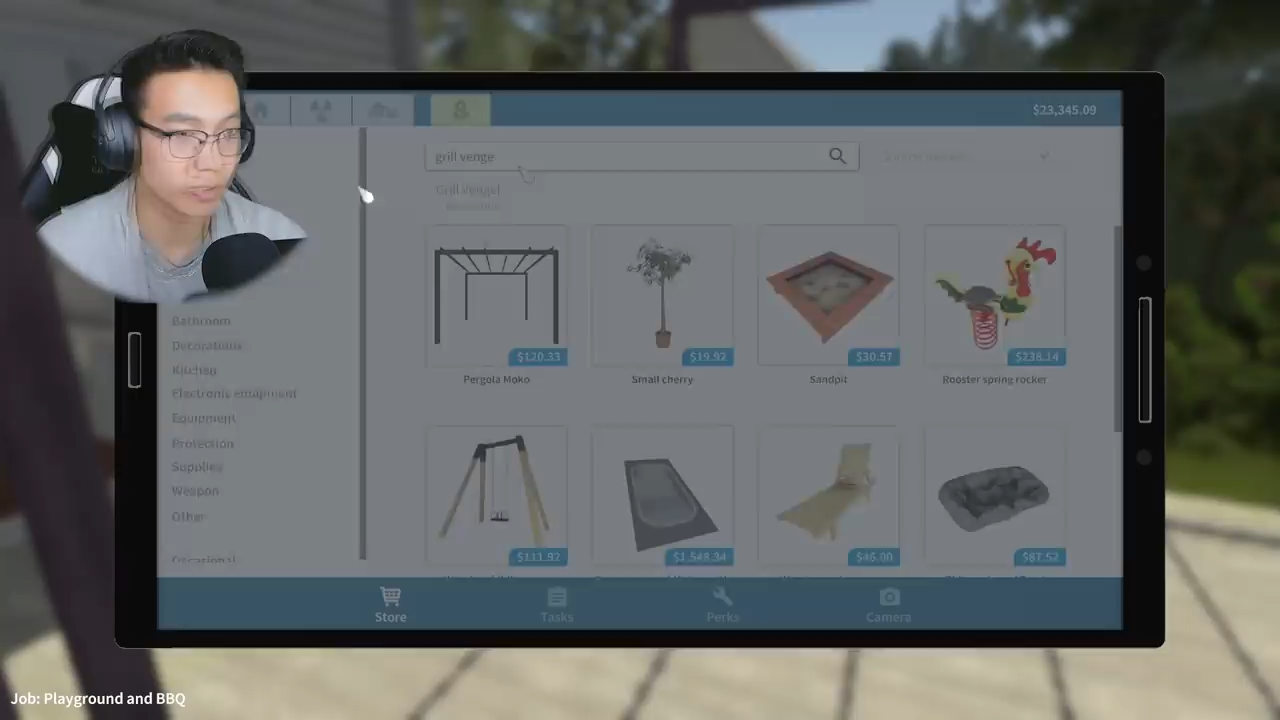 $23,345.09
grill venge
Grill Vengel
$120.33
$19.92
$30.57
$238.14
Pergola Moko
Small cherry
Sandpit
Rooster spring rocker
Bathroom
Decorations
Kitchen
Electronic equipment
Equipment
Protection
Supplies
Weapon
Other
Occasional
$111.92
$1,548.34
$46.00
$87.52
Store
Tasks
Perks
Camera
Job: Playground and BBQ